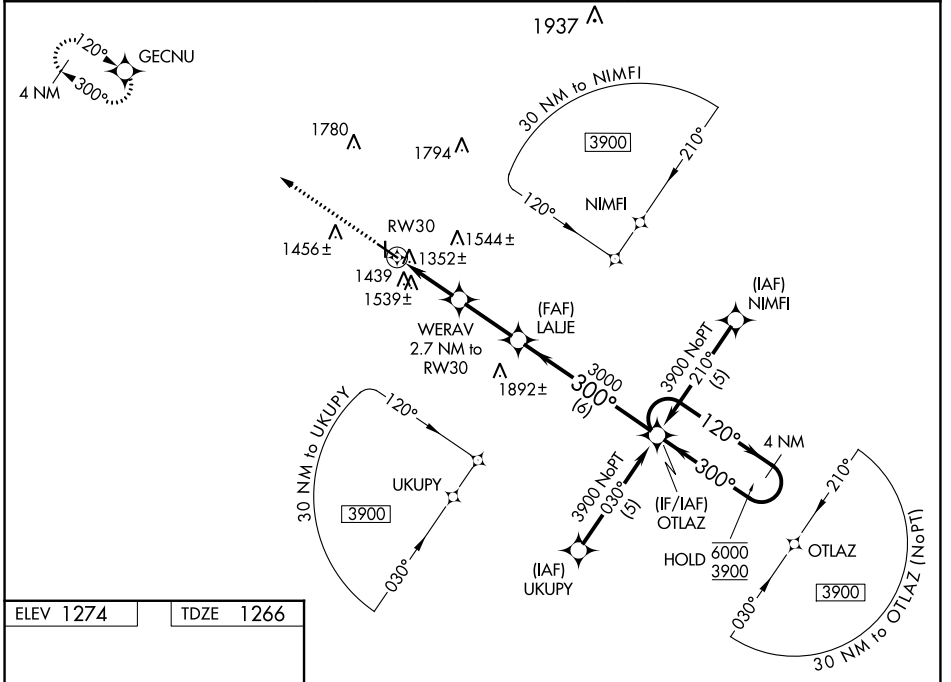 1937
120°
GECNU
4 NM
300°
30 NM to NIMFI
1780
1794
3900
210°
NIMFI
120°
RW30
1456±
1544±
1352±
1439
1539±
(FAF)
LALJE
(IAF)
NIMFI
WERAV
2.7 NM to
RW30
1892±
3000
300°
(6)
3900 NoPT
210°
(5)
120°
4 NM
300°
30 NM to UKUPY
120°
UKUPY
3900
030°
3900 NoPT
030°
(5)
(IF/IAF)
OTLAZ
(IAF)
UKUPY
HOLD
6000
3900
210°
OTLAZ
3900
030°
30 NM to OTLAZ (NoPT)
ELEV 1274
TDZE 1266